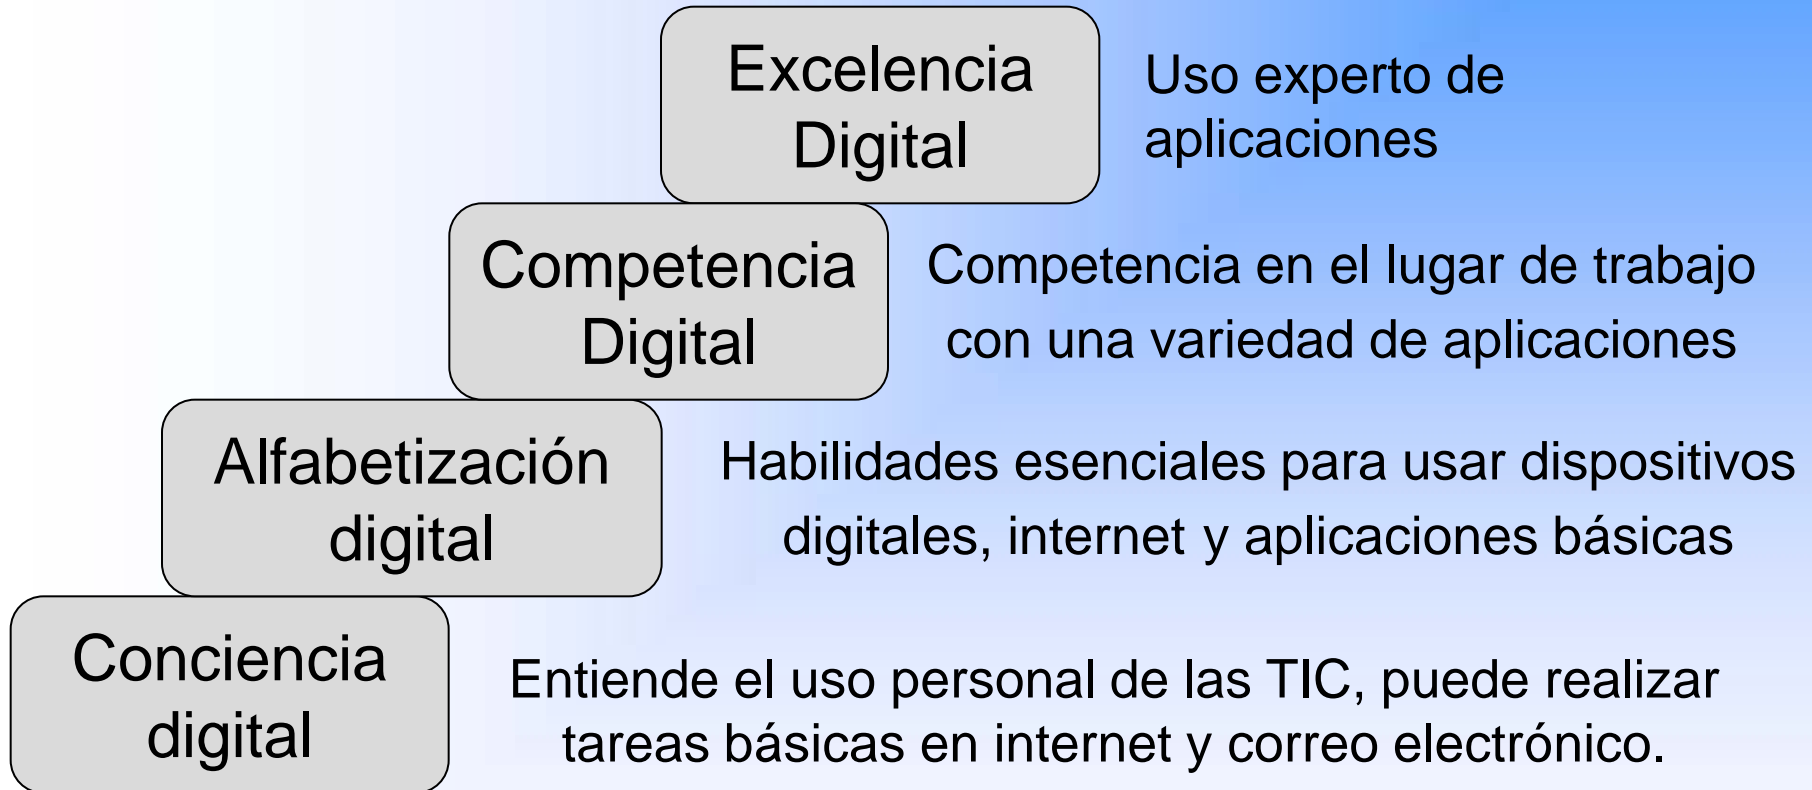 Excelencia
Digital
Uso experto de
aplicaciones
Competencia
Digital
Competencia en el lugar de trabajo
con una variedad de aplicaciones
Alfabetización
digital
Habilidades esenciales para usar dispositivos
digitales, internet y aplicaciones básicas
Conciencia
digital
Entiende el uso personal de las TIC, puede realizar
tareas básicas en internet y correo electrónico.